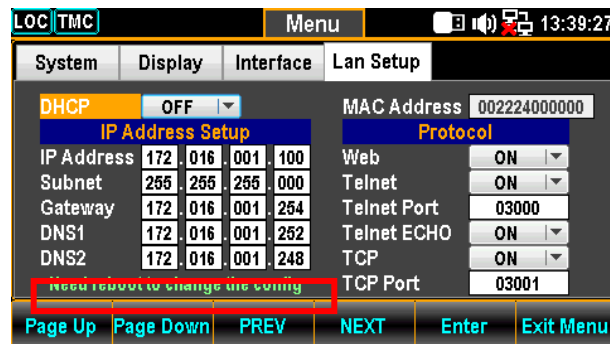 LOC TMC Menu 13:39:27
System Display Interface Lan Setup
DHCP OFF
IP Address Setup
IP Address 172 . 016 . 001 . 100
Subnet 255 . 255 . 255 . 000
Gateway 172 . 016 . 001 . 254
DNS1 172 . 016 . 001 . 252
DNS2 172 . 016 . 001 . 248
Need reboot to change the config
MAC Address 002224000000
Protocol
Web ON
Telnet ON
Telnet Port 03000
Telnet ECHO ON
TCP ON
TCP Port 03001
Page Up Page Down PREV NEXT Enter Exit Menu